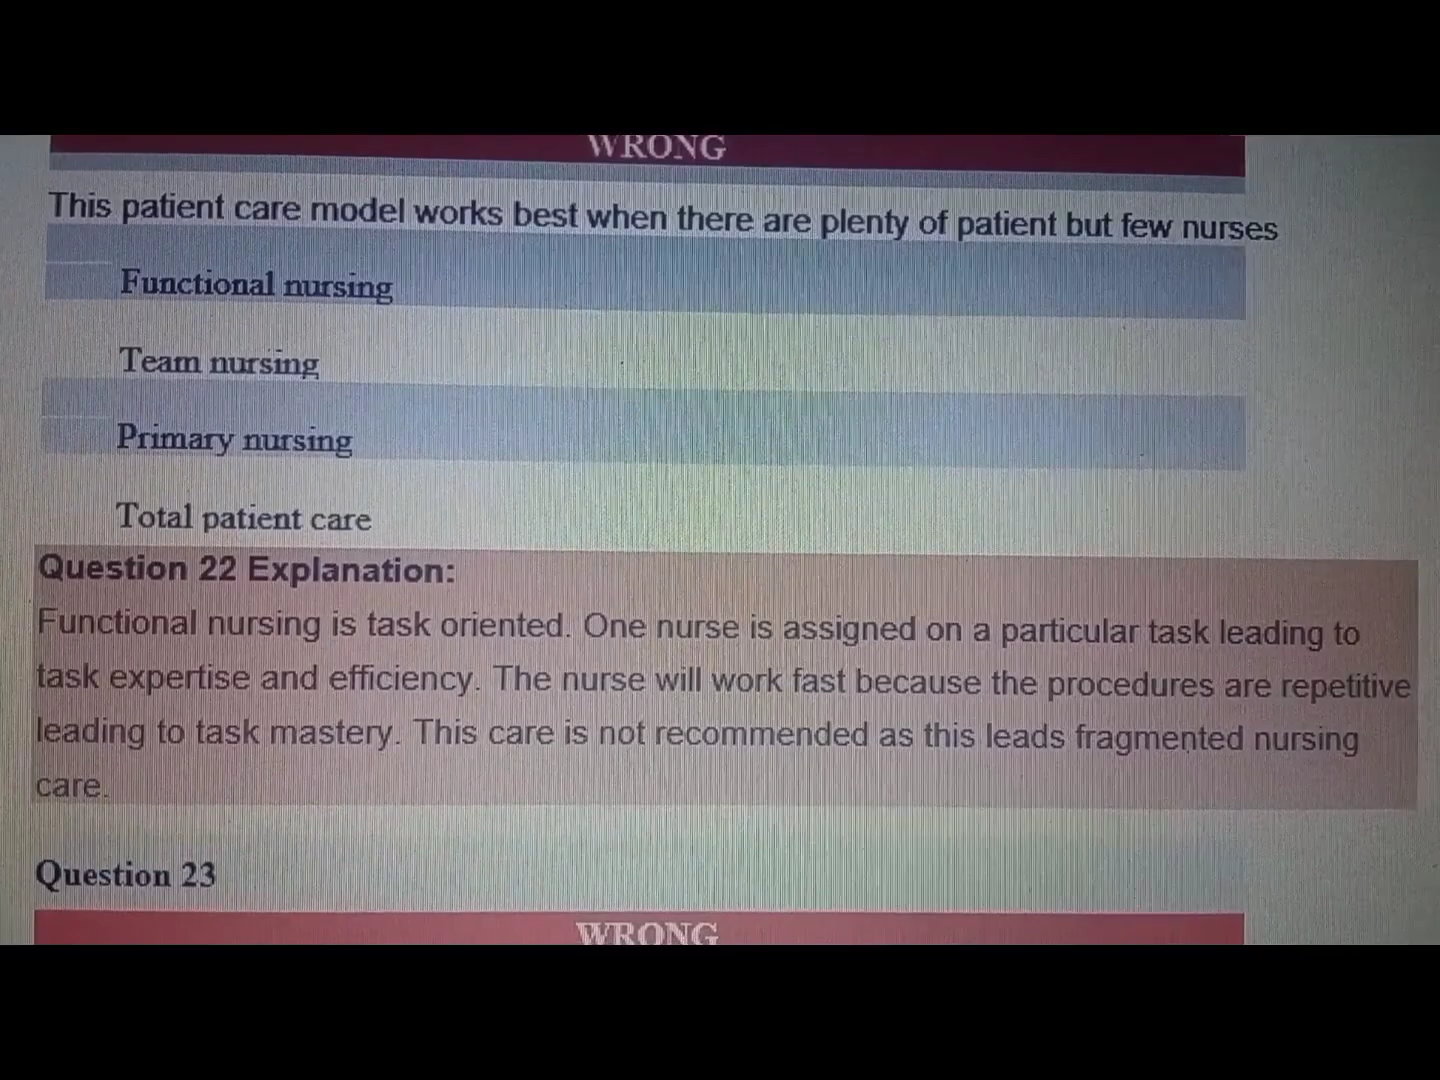 WRONG
This patient care model works best when there are plenty of patient but few nurses
Functional nursing
Team nursing
Primary nursing
Total patient care
Question 22 Explanation:
Functional nursing is task oriented. One nurse is assigned on a particular task leading to
task expertise and efficiency. The nurse will work fast because the procedures are repetitive
leading to task mastery. This care is not recommended as this leads fragmented nursing
care.
Question 23
WRONG